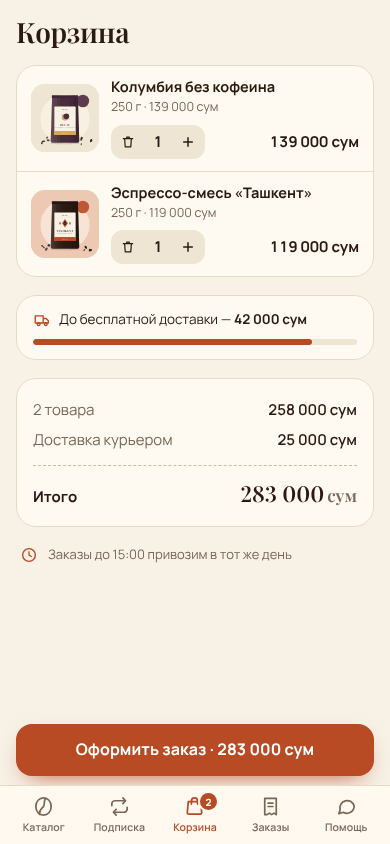 Корзина
Колумбия без кофеина
250 г · 139 000 сум
1
139 000 сум
Эспрессо-смесь «Ташкент»
250 г · 119 000 сум
1
119 000 сум
До бесплатной доставки — 42 000 сум
2 товара 258 000 сум
Доставка курьером 25 000 сум
Итого 283 000 сум
Заказы до 15:00 привозим в тот же день
Оформить заказ · 283 000 сум
2
Каталог Подписка Корзина Заказы Помощь